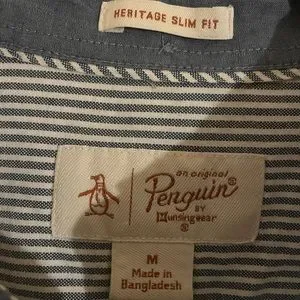 HERITAGE SLIM FIT
an original
Penguin®
BY
Munsingwear
®
M
Made in
Bangladesh